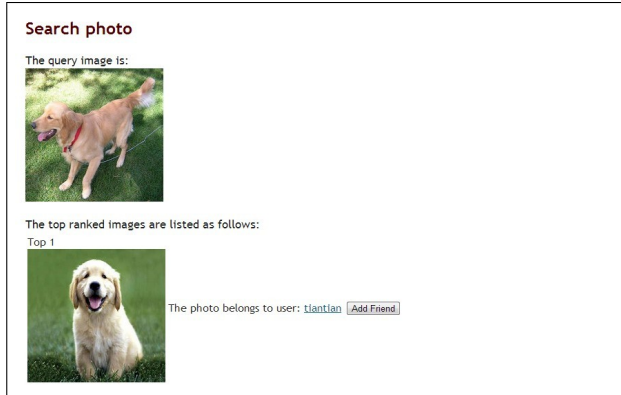 Search photo
The query image is:
The top ranked images are listed as follows:
Top 1
The photo belongs to user: tiantian Add Friend